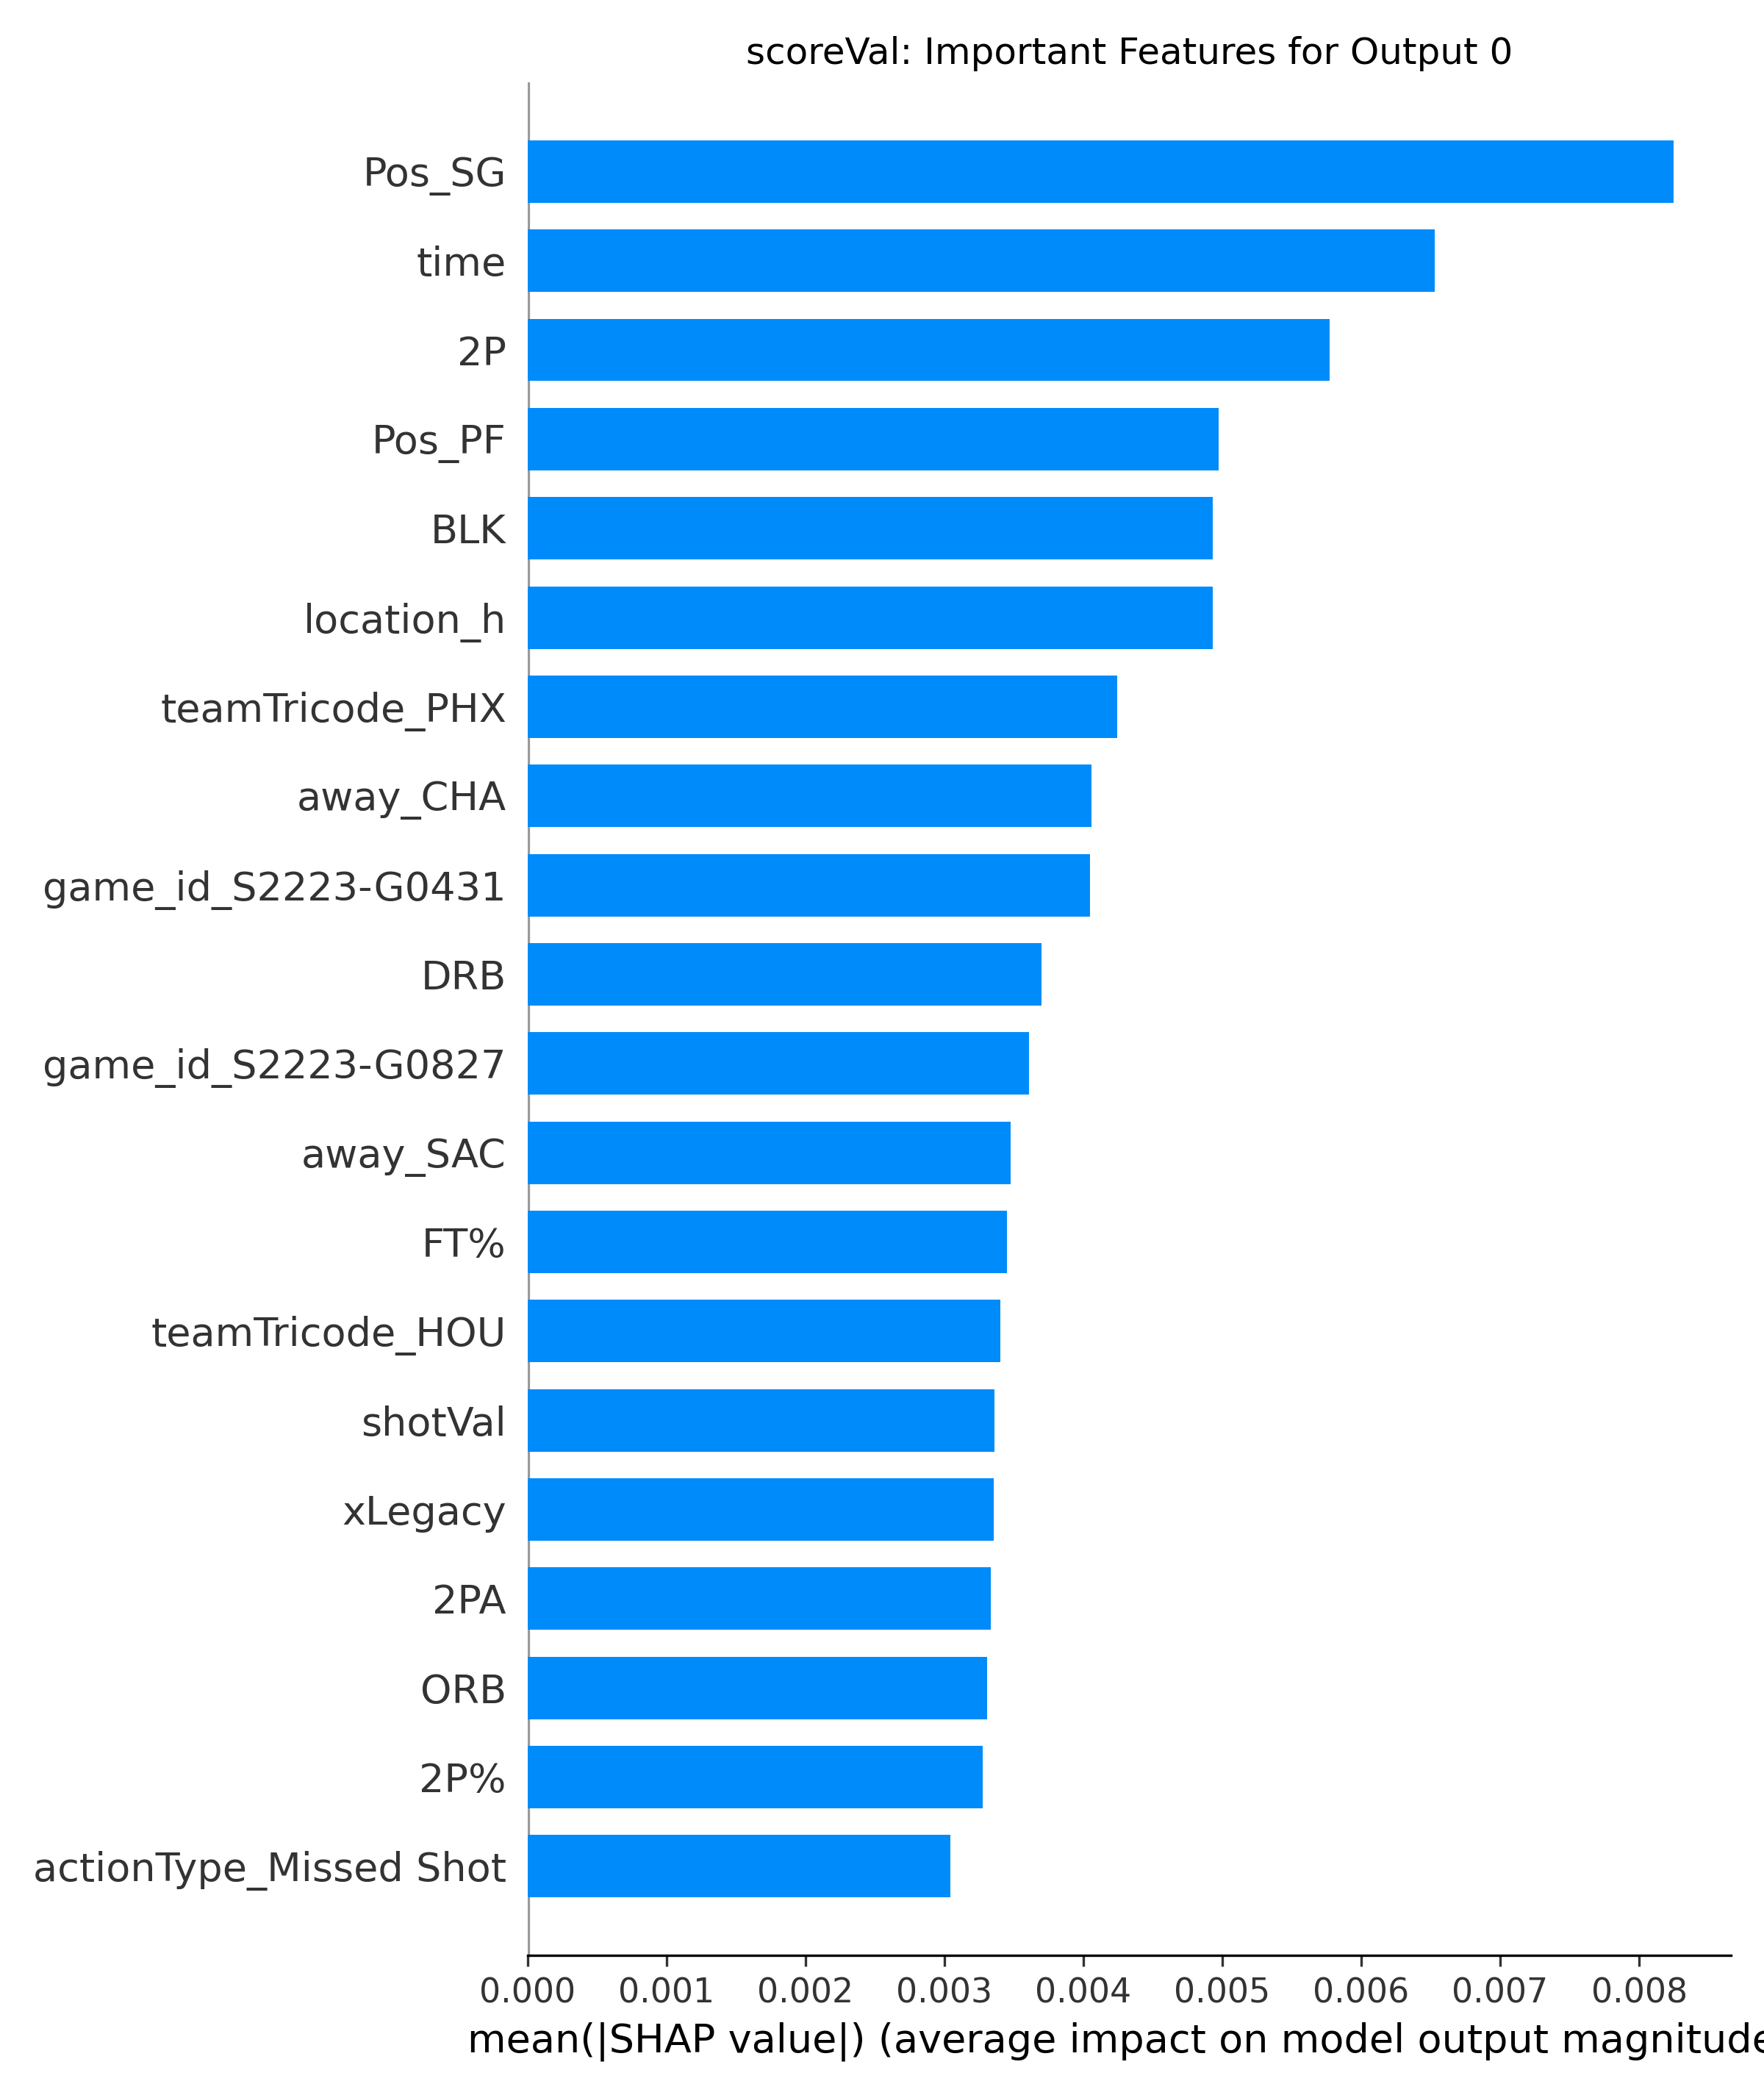 scoreVal: Important Features for Output 0
Pos_SG
time
2P
Pos_PF
BLK
location_h
teamTricode_PHX
away_CHA
game_id_S2223-G0431
DRB
game_id_S2223-G0827
away_SAC
FT%
teamTricode_HOU
shotVal
xLegacy
2PA
ORB
2P%
actionType_Missed Shot
0.000 0.001 0.002 0.003 0.004 0.005 0.006 0.007 0.008
mean(|SHAP value|) (average impact on model output magnitude